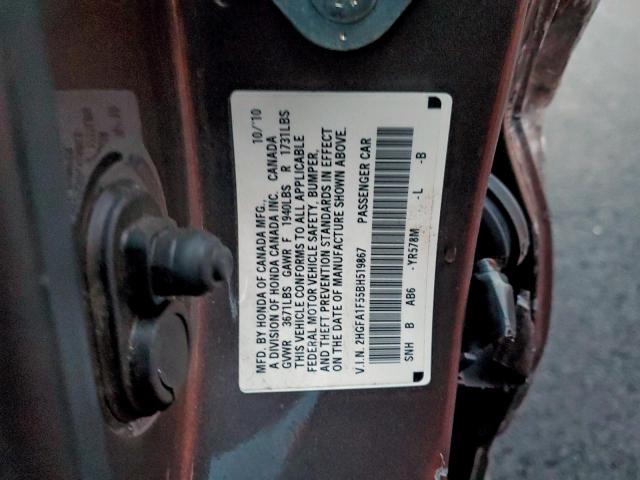 MFD. BY HONDA OF CANADA MFG., 10/'10
A DIVISION OF HONDA CANADA INC. CANADA
GVWR 3671LBS GAWR F 1940LBS R 1731LBS
THIS VEHICLE CONFORMS TO ALL APPLICABLE
FEDERAL MOTOR VEHICLE SAFETY, BUMPER,
AND THEFT PREVENTION STANDARDS IN EFFECT
ON THE DATE OF MANUFACTURE SHOWN ABOVE.
V.I.N. 2HGFA1F55BH519867 PASSENGER CAR
SNH B AB6 -YR578M -L -B